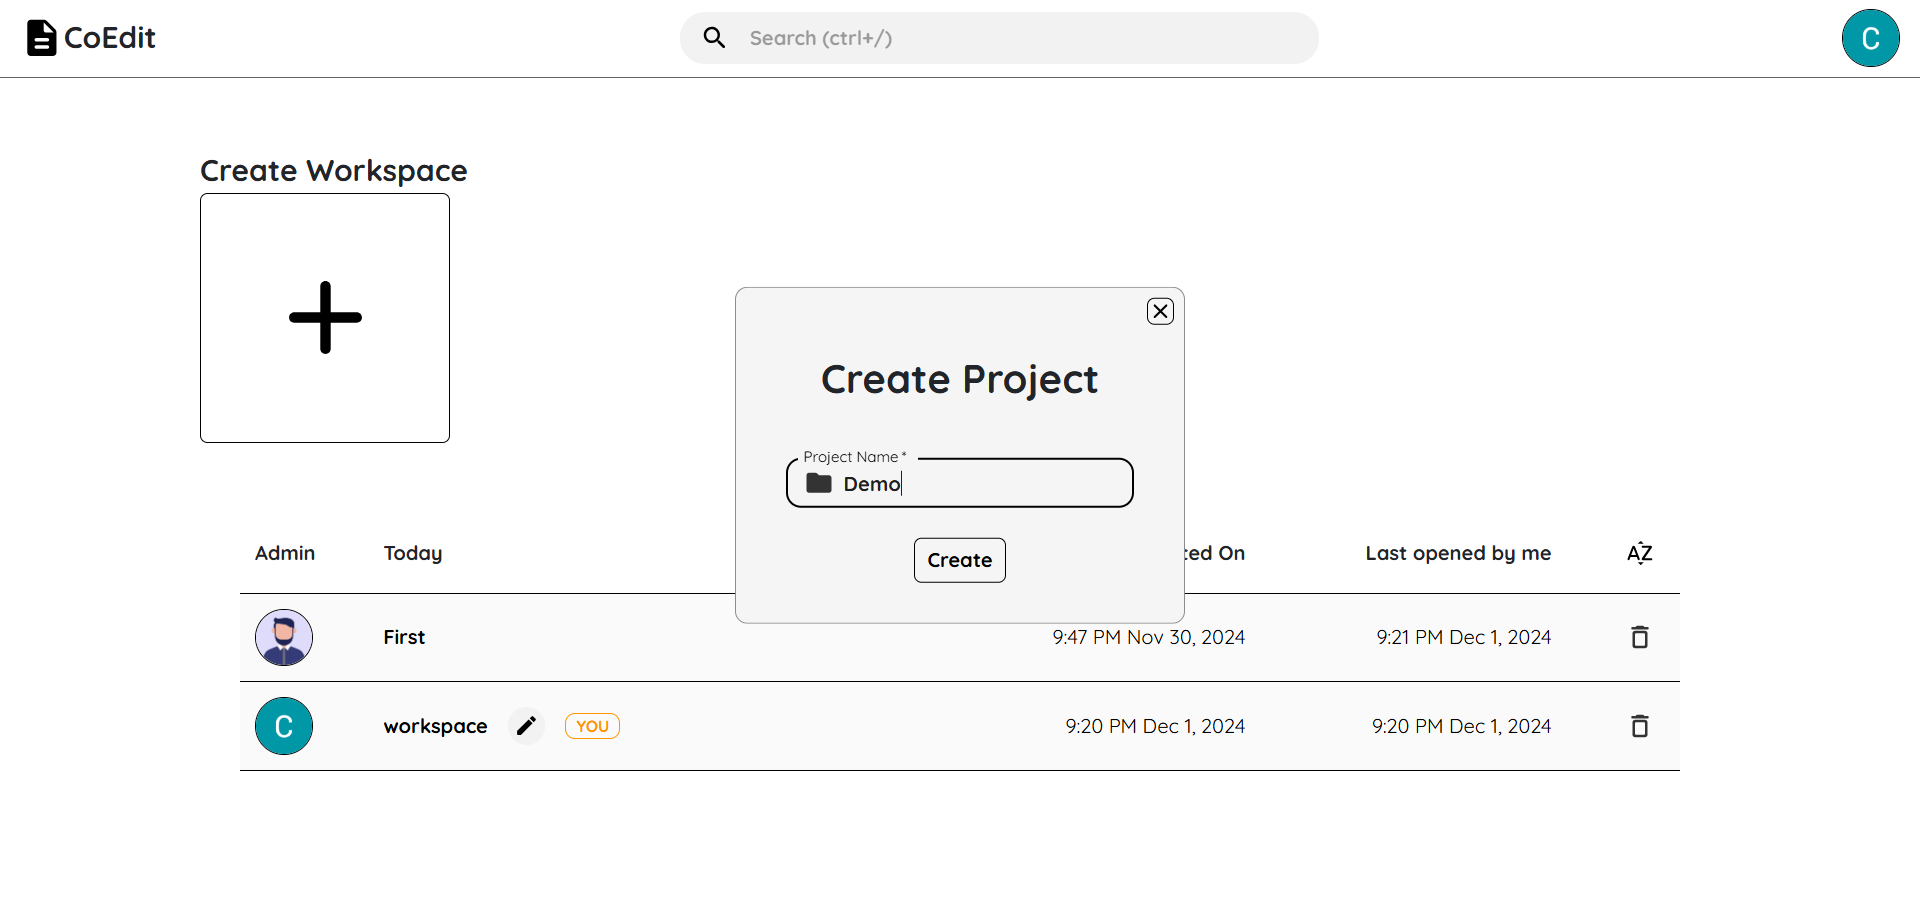 CoEdit
Search (ctrl+/)
C
Create Workspace
Create Project
Project Name *
Demo
Create
Admin Today ted On Last opened by me AZ
First 9:47 PM Nov 30, 2024 9:21 PM Dec 1, 2024
C workspace YOU 9:20 PM Dec 1, 2024 9:20 PM Dec 1, 2024